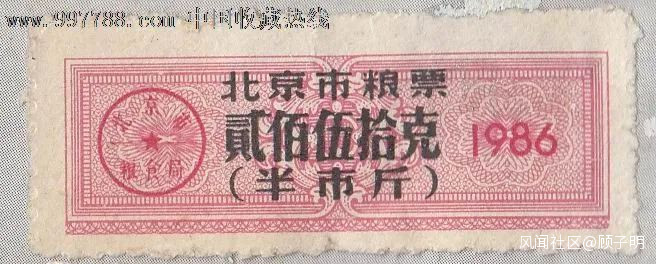 www.997788.com 中国收藏热线
北京市粮票
北京市
粮食局
貳佰伍拾克
1986
(半市斤)
风闻社区@顾子明